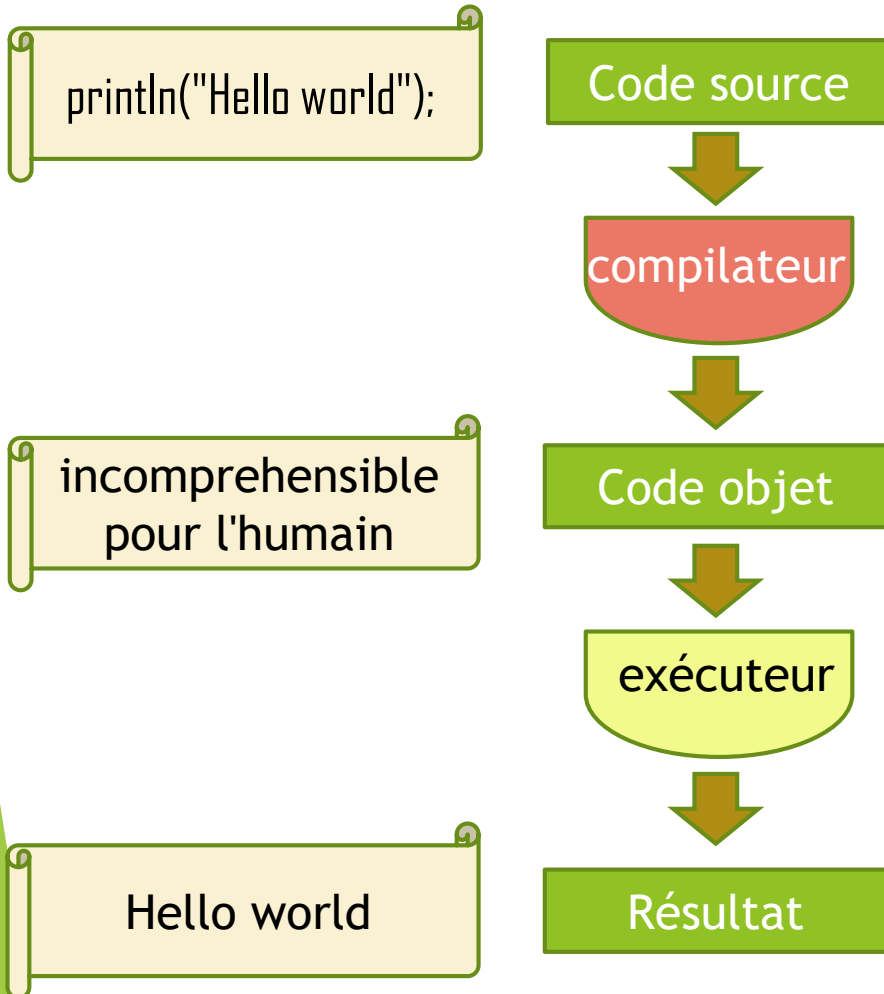 println("Hello world");
Code source
compilateur
incomprehensible
pour l'humain
Code objet
exécuteur
Hello world
Résultat